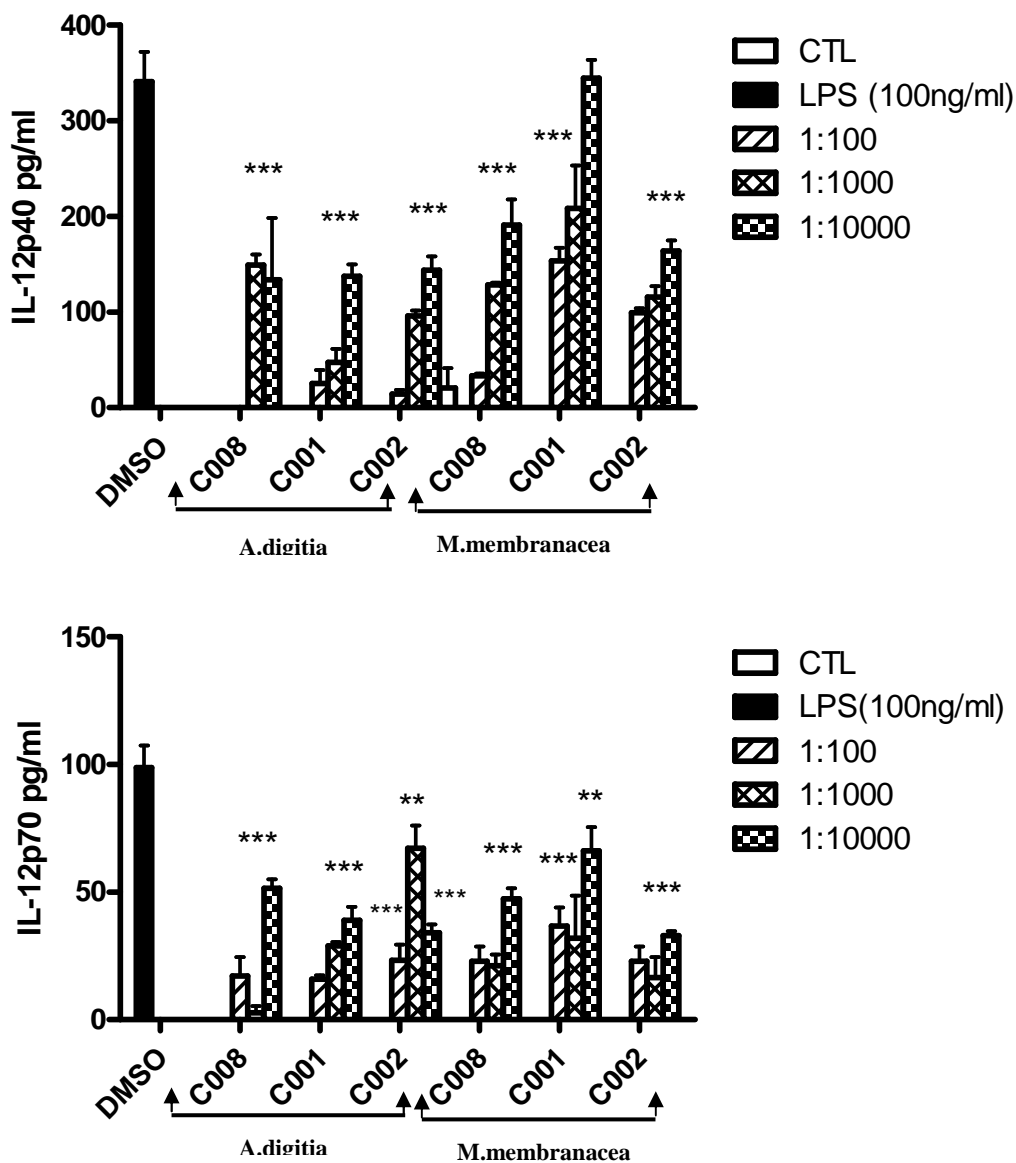 IL-12p40 pg/ml
400
300
200
100
0
***
***
***
***
***
***
CTL
LPS (100ng/ml)
1:100
1:1000
1:10000
DMSO
C008
C001
C002
C008
C001
C002
A.digitia
M.membranacea
IL-12p70 pg/ml
150
100
50
0
***
***
***
**
***
***
***
**
***
CTL
LPS(100ng/ml)
1:100
1:1000
1:10000
DMSO
C008
C001
C002
C008
C001
C002
A.digitia
M.membranacea